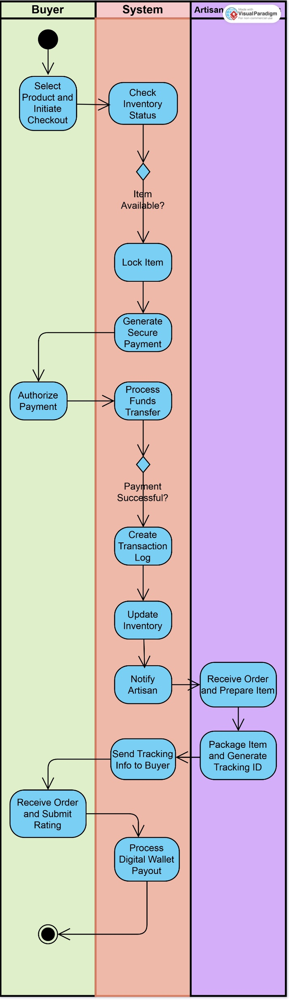 Buyer
System
Artisan
Made with
VisualParadigm
For non-commercial use
Select
Product and
Initiate
Checkout
Check
Inventory
Status
Item
Available?
Lock Item
Generate
Secure
Payment
Authorize
Payment
Process
Funds
Transfer
Payment
Successful?
Create
Transaction
Log
Update
Inventory
Notify
Artisan
Receive Order
and Prepare Item
Package Item
and Generate
Tracking ID
Send Tracking
Info to Buyer
Receive Order
and Submit
Rating
Process
Digital Wallet
Payout